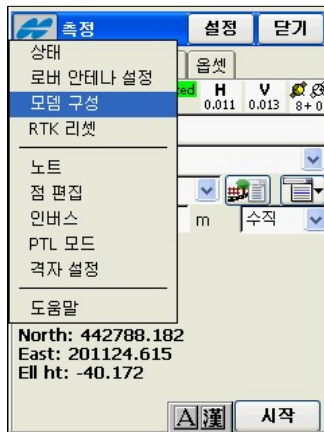 측정 설정 닫기
상태
로버 안테나 설정
모뎀 구성
RTK 리셋
노트
점 편집
인버스
PTL 모드
격자 설정
도움말
옵셋
H V
0.011 0.013 8+0
m 수직
North: 442788.182
East: 201124.615
Ell ht: -40.172
A 漢 시작